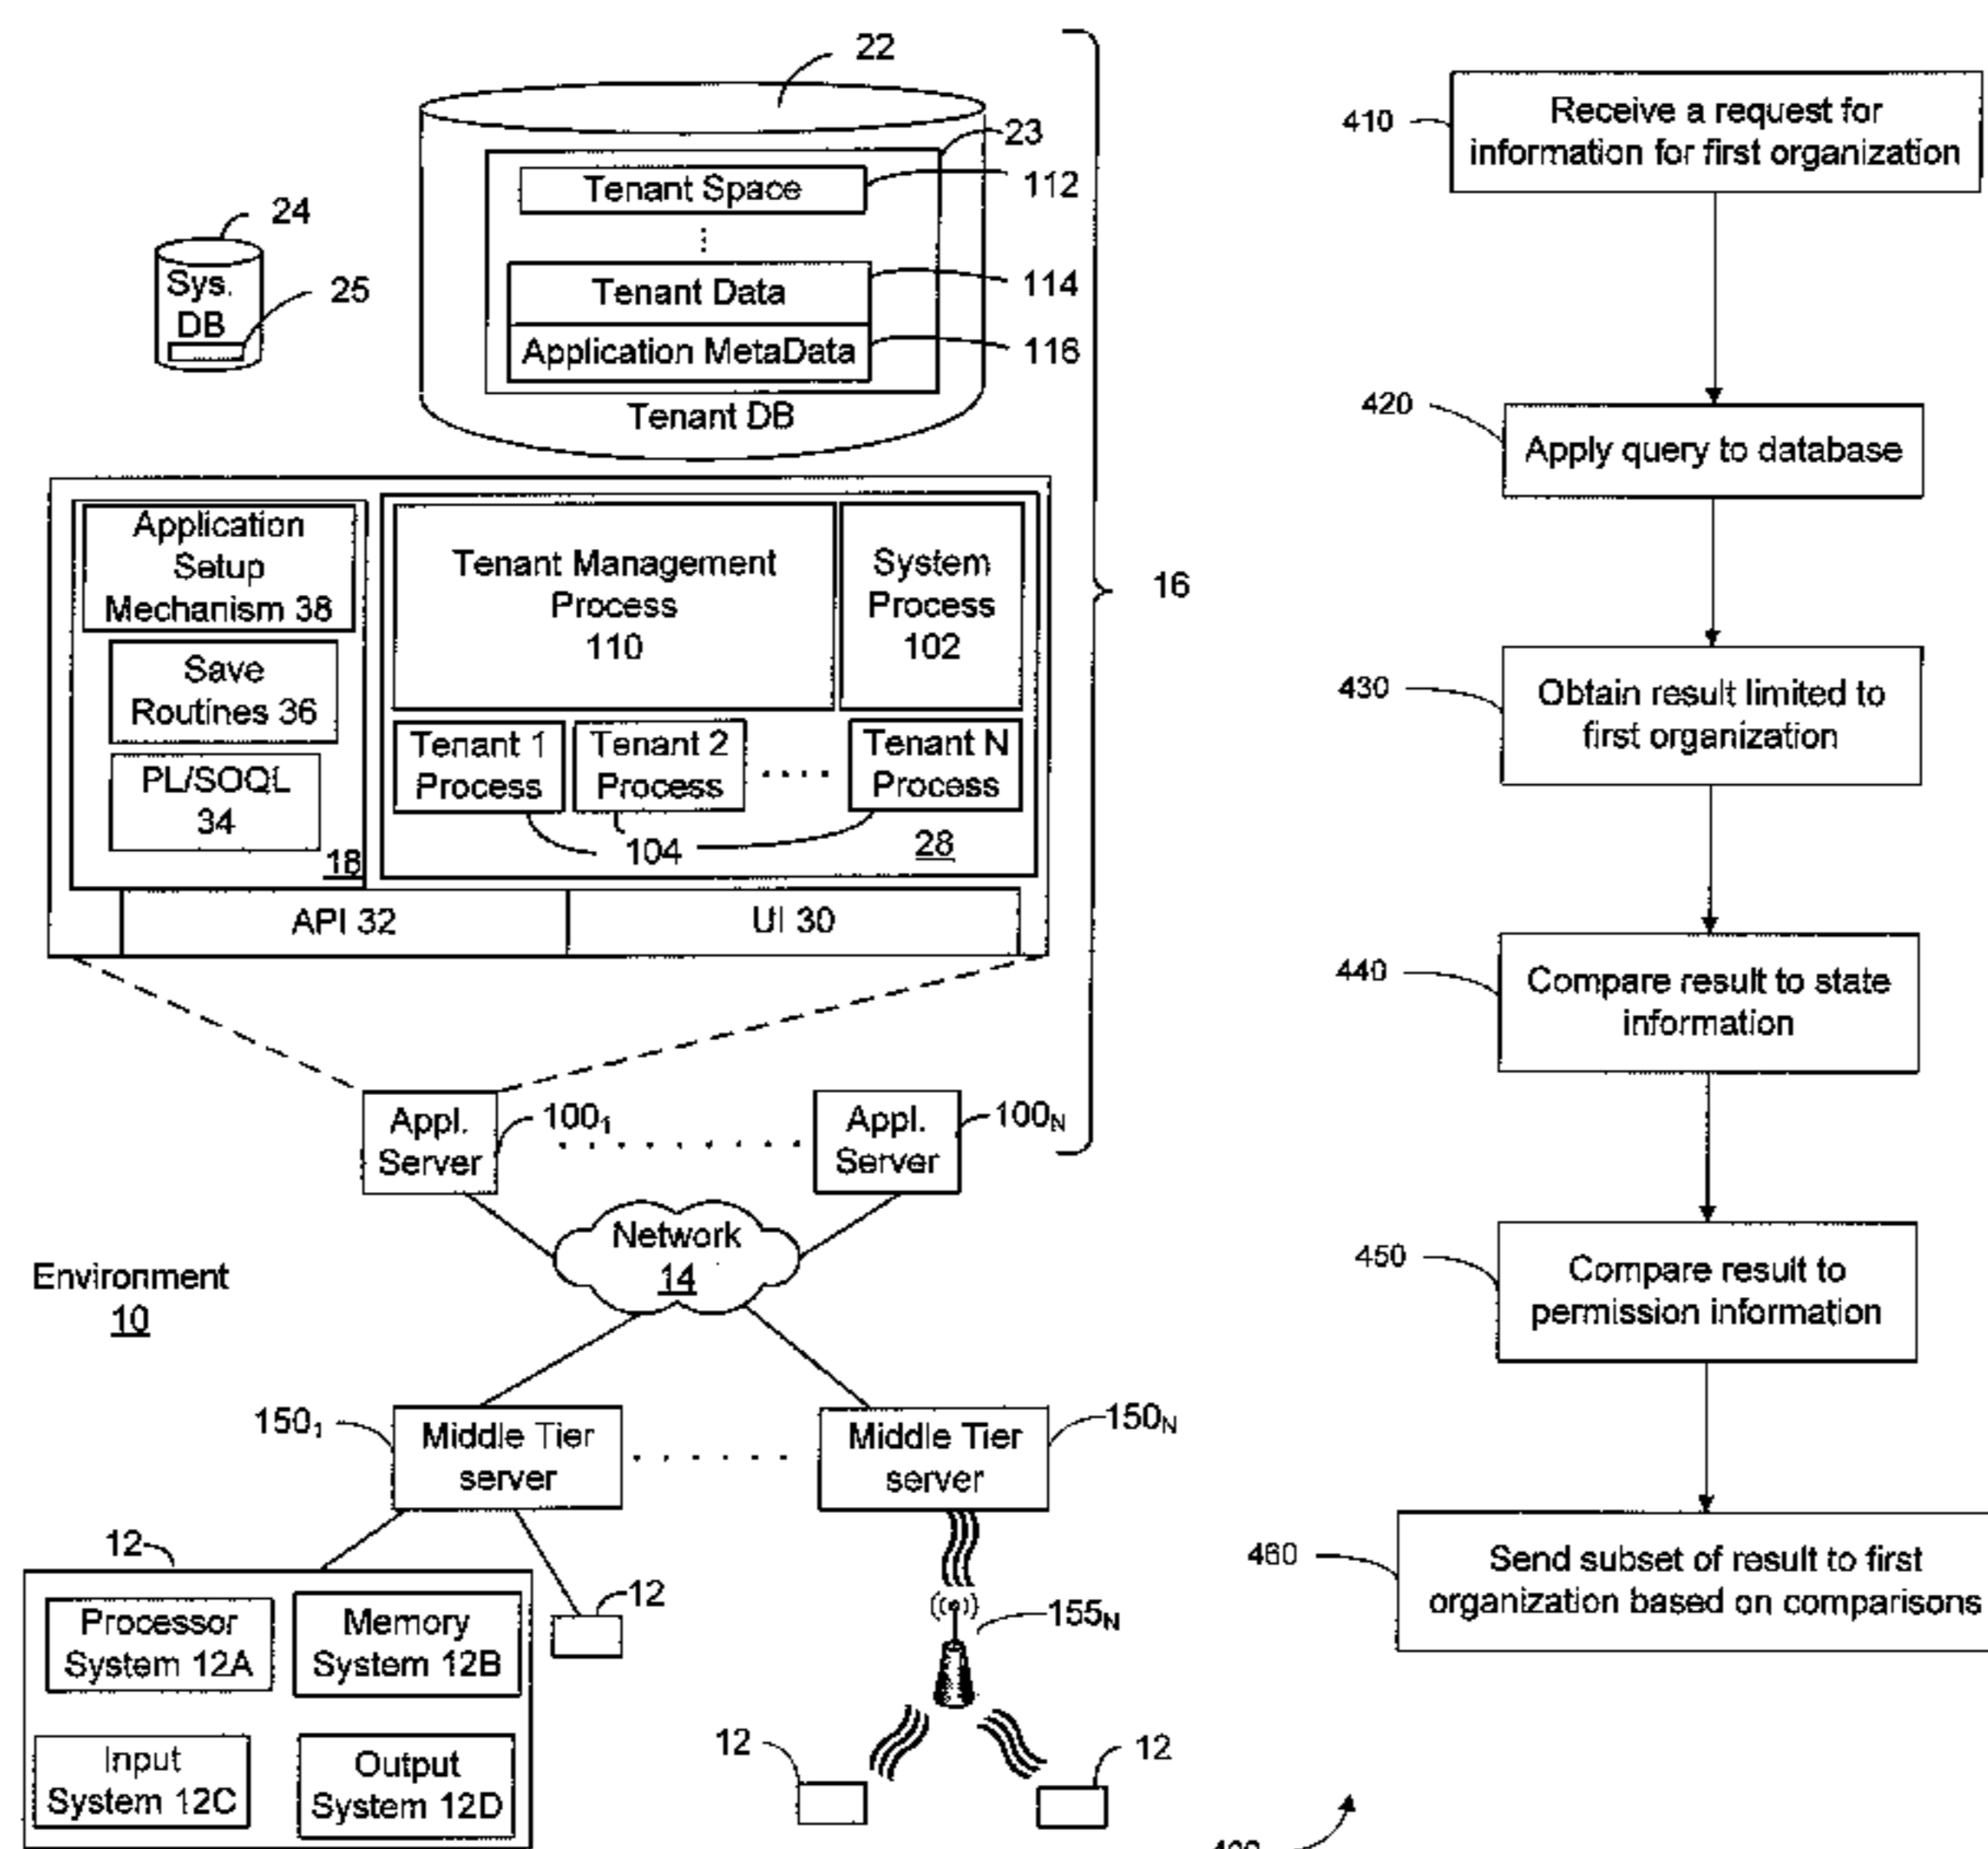 22
23
Tenant Space
112
24
Sys.
DB
25
Tenant Data
114
Application MetaData
116
Tenant DB
16
Application
Setup
Mechanism 38
Save
Routines 36
PL/SOQL
34
18
Tenant Management
Process
110
System
Process
102
Tenant 1
Process
Tenant 2
Process
Tenant N
Process
104
28
API 32
UI 30
Appl.
Server
100₁
Appl.
Server
100N
Network
14
Environment
10
150₁
Middle Tier
server
Middle Tier
server
150N
12
Processor
System 12A
Memory
System 12B
Input
System 12C
Output
System 12D
12
155N
12
12
410
Receive a request for
information for first organization
420
Apply query to database
430
Obtain result limited to
first organization
440
Compare result to state
information
450
Compare result to
permission information
460
Send subset of result to first
organization based on comparisons